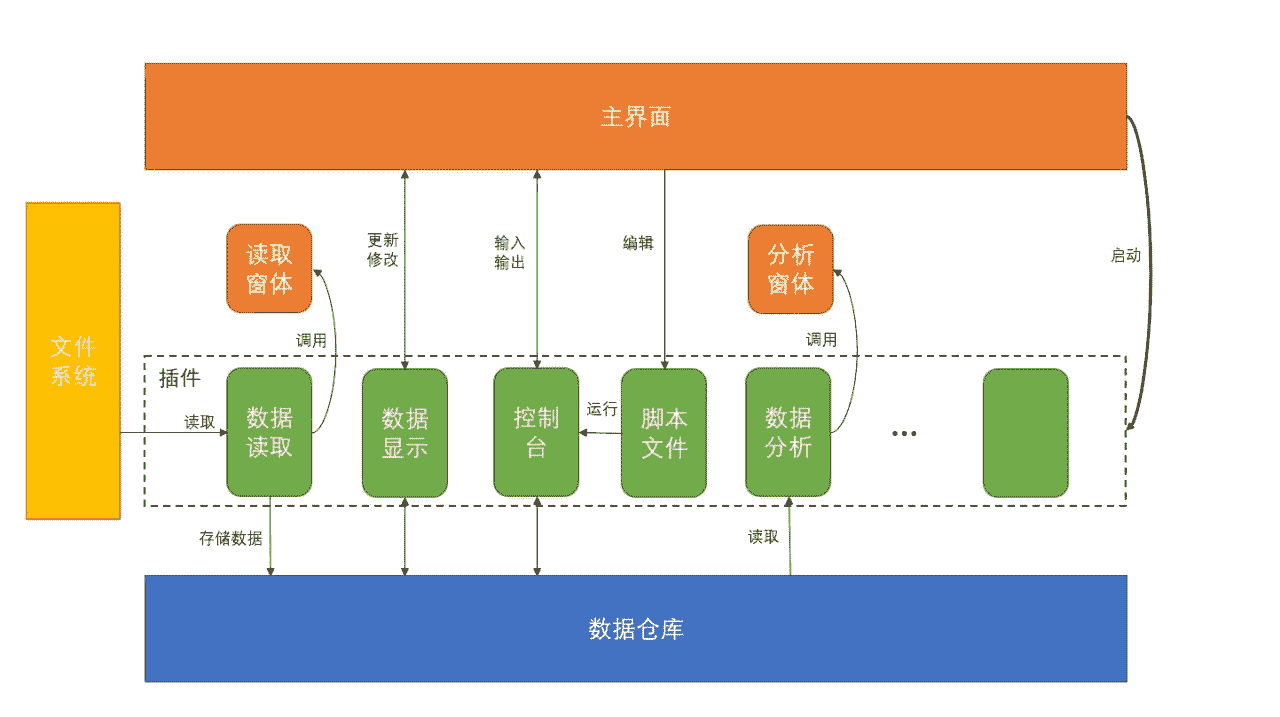 主界面
读取
窗体
更新
修改
输入
输出
编辑
分析
窗体
启动
文件
系统
调用
调用
插件
读取
数据
读取
数据
显示
控制
台
运行
脚本
文件
数据
分析
...
存储数据
读取
数据仓库